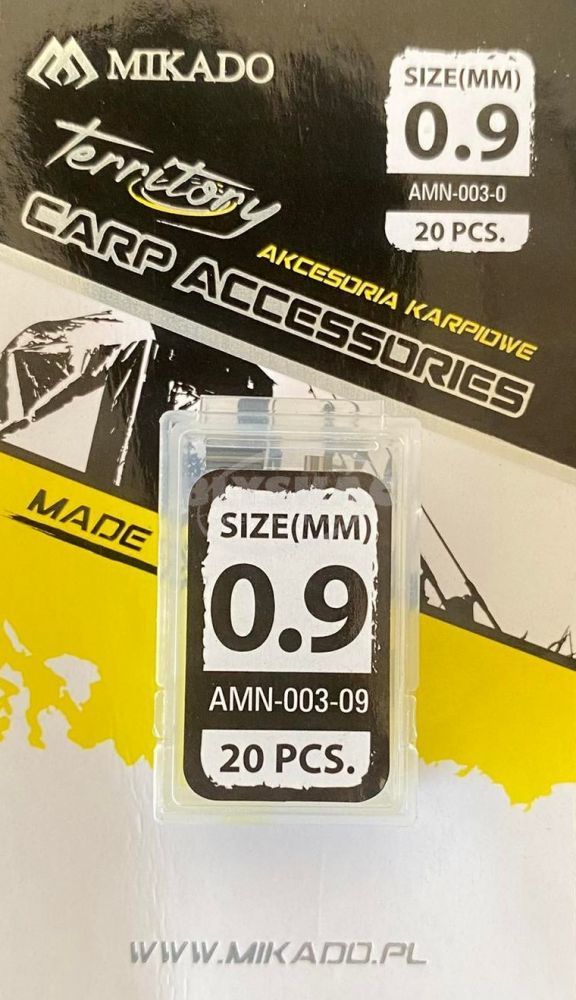 MIKADO
SIZE(MM)
0.9
AMN-003-0
20 PCS.
Territory
CARP ACCESSORIES
AKCESORIA KARPIOWE
MADE
SIZE(MM)
0.9
AMN-003-09
20 PCS.
WWW.MIKADO.PL